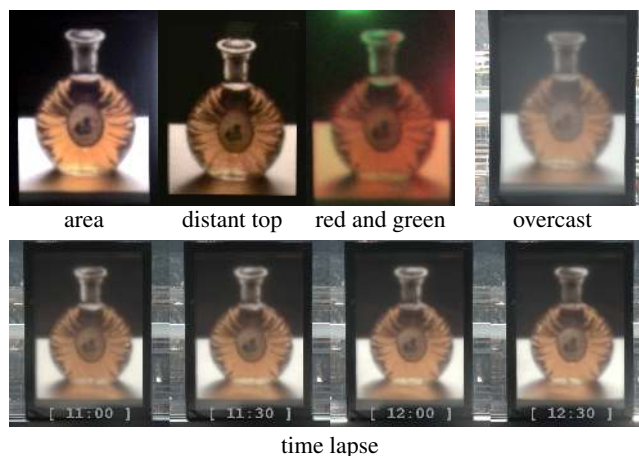 area distant top red and green overcast
[ 11:00 ] [ 11:30 ] [ 12:00 ] [ 12:30 ]
time lapse